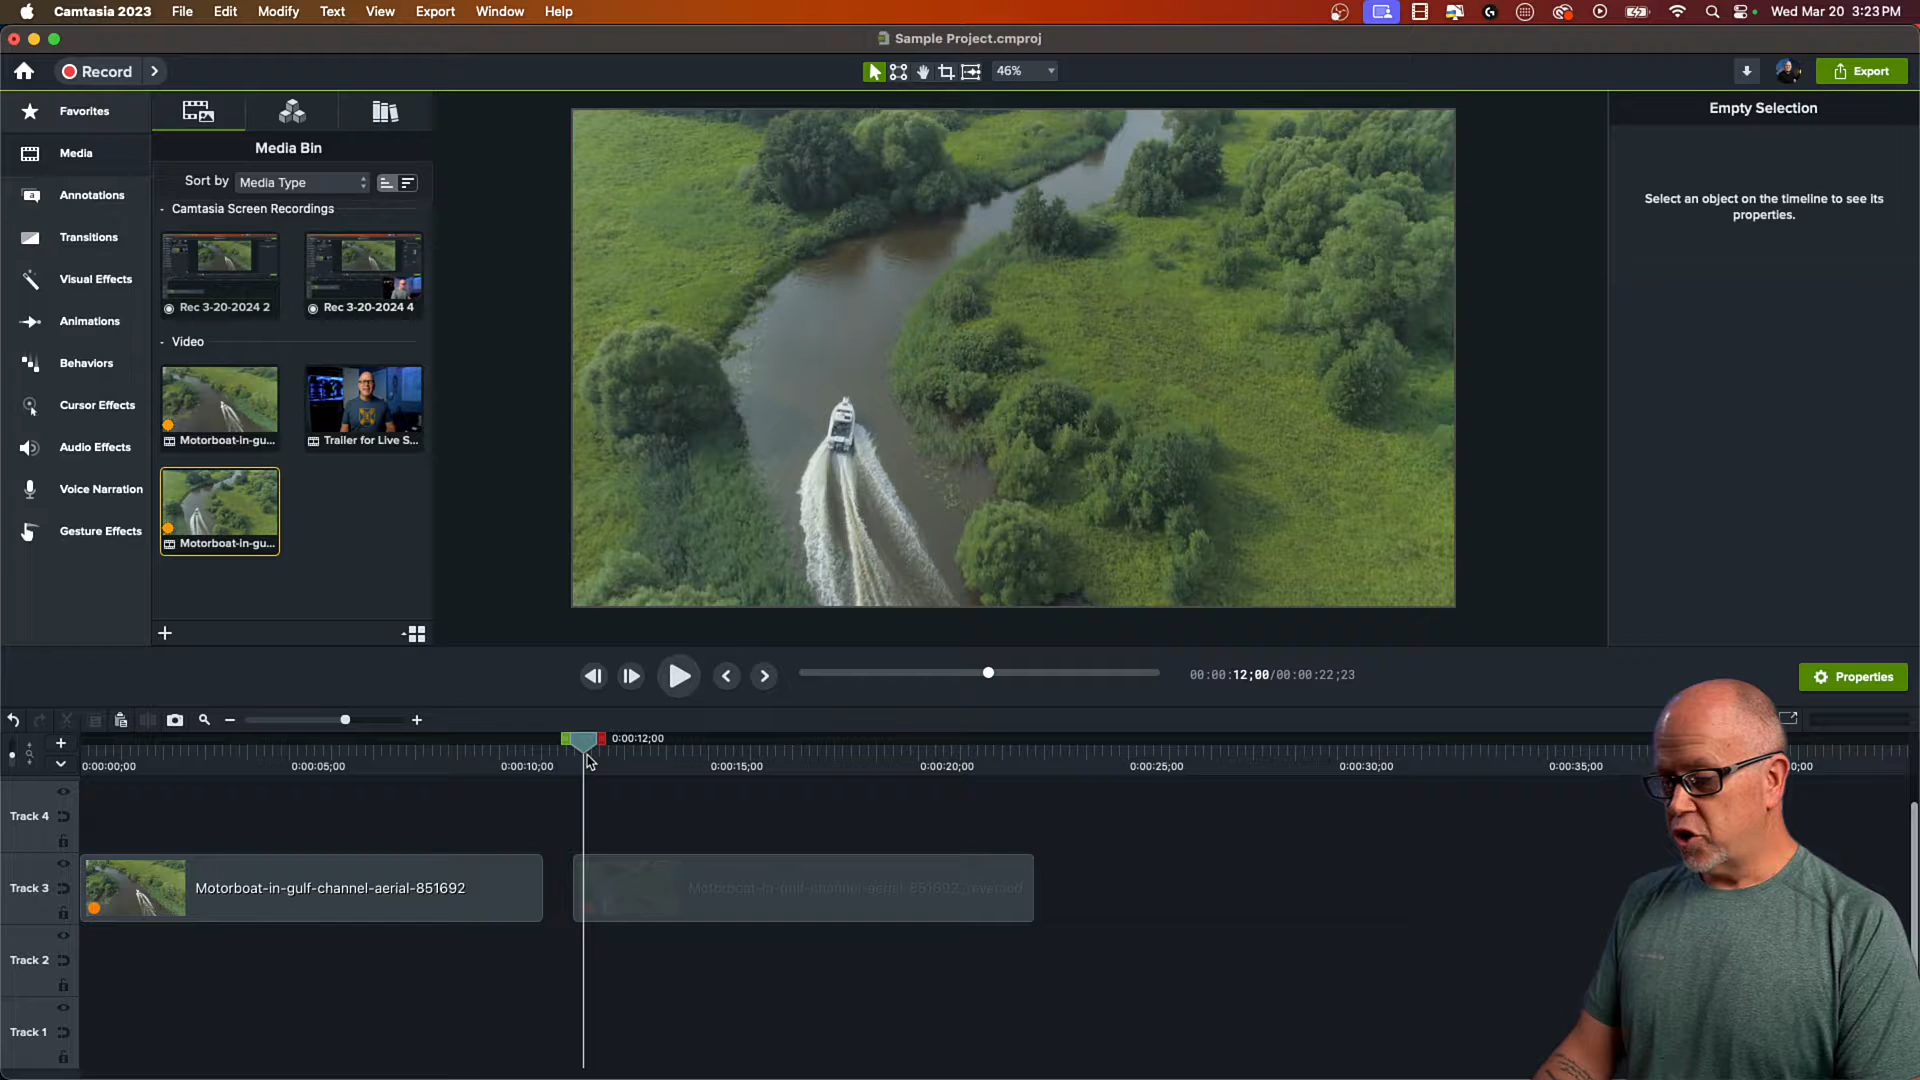 Camtasia 2023 File Edit Modify Text View Export Window Help Wed Mar 20 3:23 PM
Sample Project.cmproj
Record 46% Export
Favorites
Media
Annotations
Transitions
Visual Effects
Animations
Behaviors
Cursor Effects
Audio Effects
Voice Narration
Gesture Effects
Media Bin
Sort by Media Type
Camtasia Screen Recordings
Rec 3-20-2024 2 Rec 3-20-2024 4
Video
Motorboat-in-gu... Trailer for Live S...
Motorboat-in-gu...
Empty Selection
Select an object on the timeline to see its
properties.
00:00:12;00/00:00:22;23
Properties
0:00:12;00
0:00:00;00 0:00:05;00 0:00:10;00 0:00:15;00 0:00:20;00 0:00:25;00 0:00:30;00 0:00:35;00
Track 4
Track 3 Motorboat-in-gulf-channel-aerial-851692
Track 2
Track 1